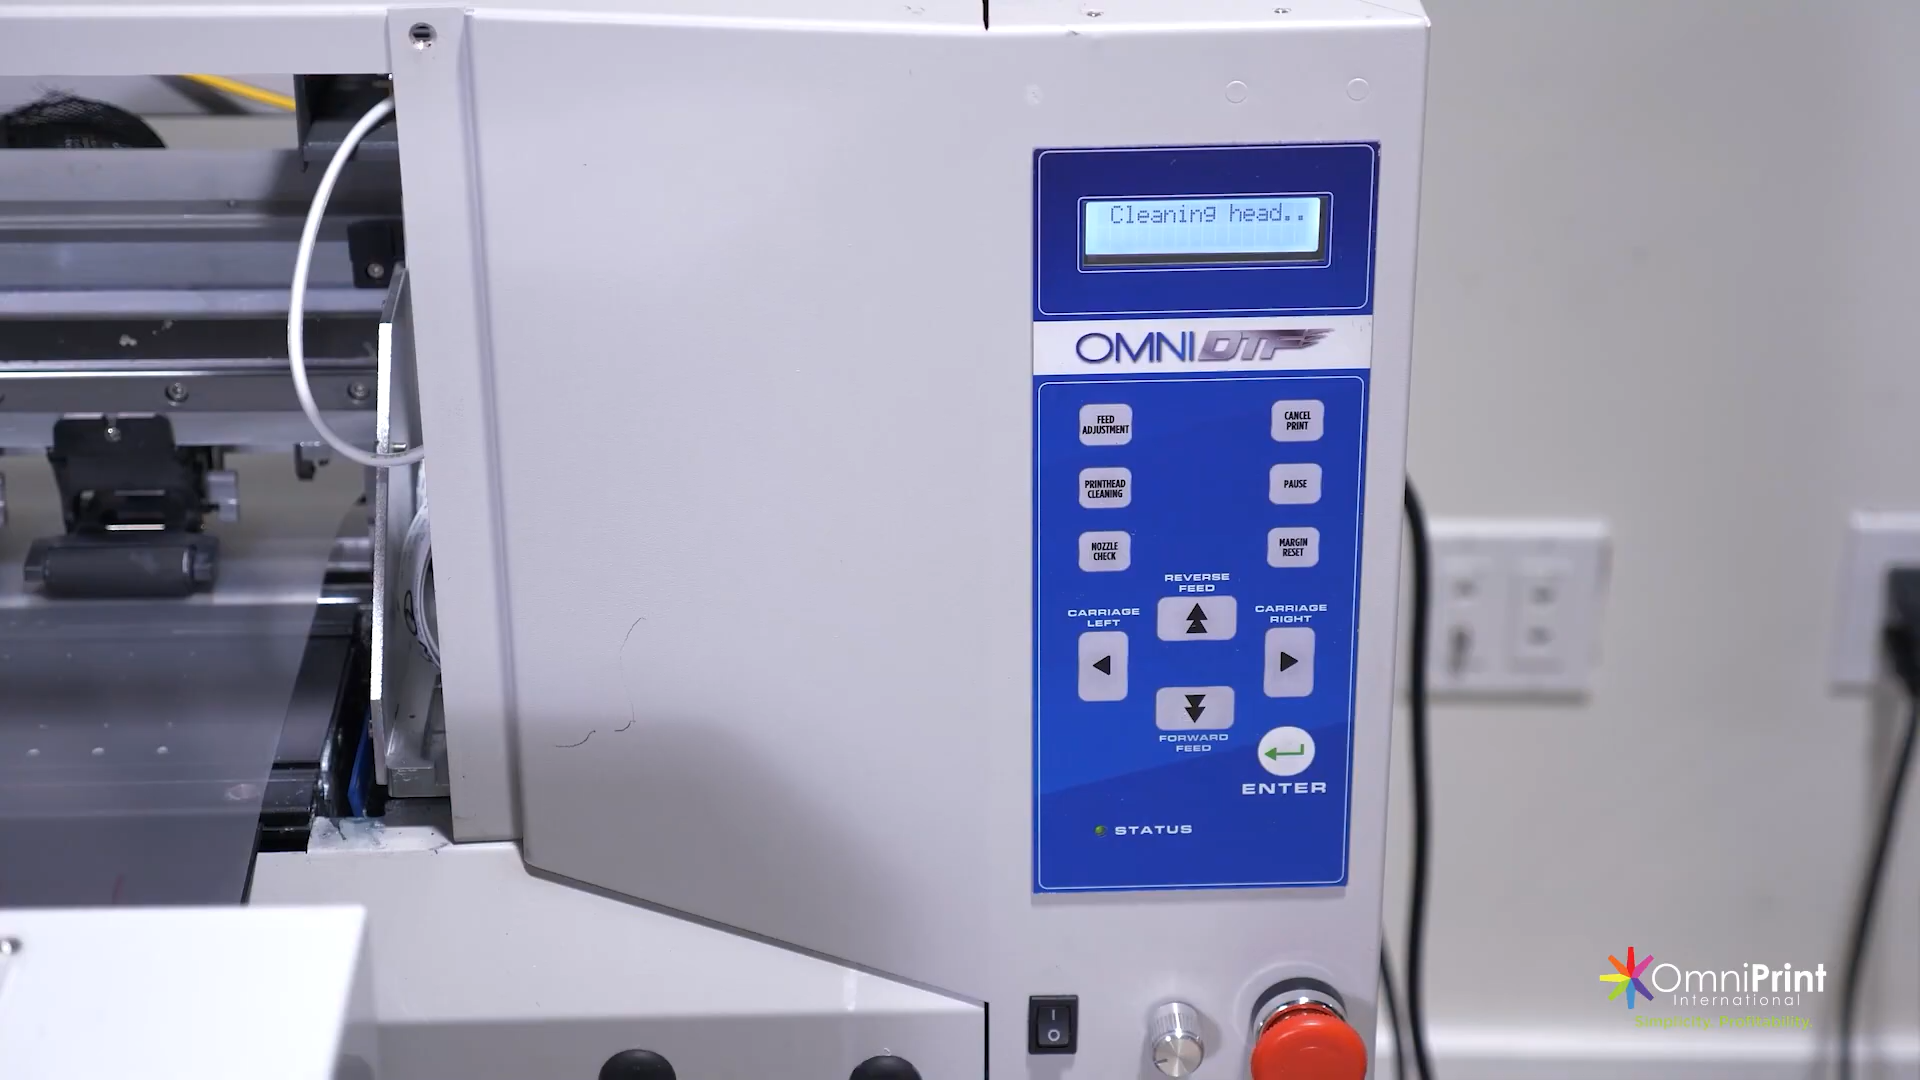 Cleaning head..
OMNI DTF
FEED
ADJUSTMENT
CANCEL
PRINT
PRINTHEAD
CLEANING
PAUSE
NOZZLE
CHECK
MARGIN
RESET
REVERSE
FEED
CARRIAGE
LEFT
CARRIAGE
RIGHT
FORWARD
FEED
ENTER
STATUS
OmniPrint
International
Simplicity. Profitability.